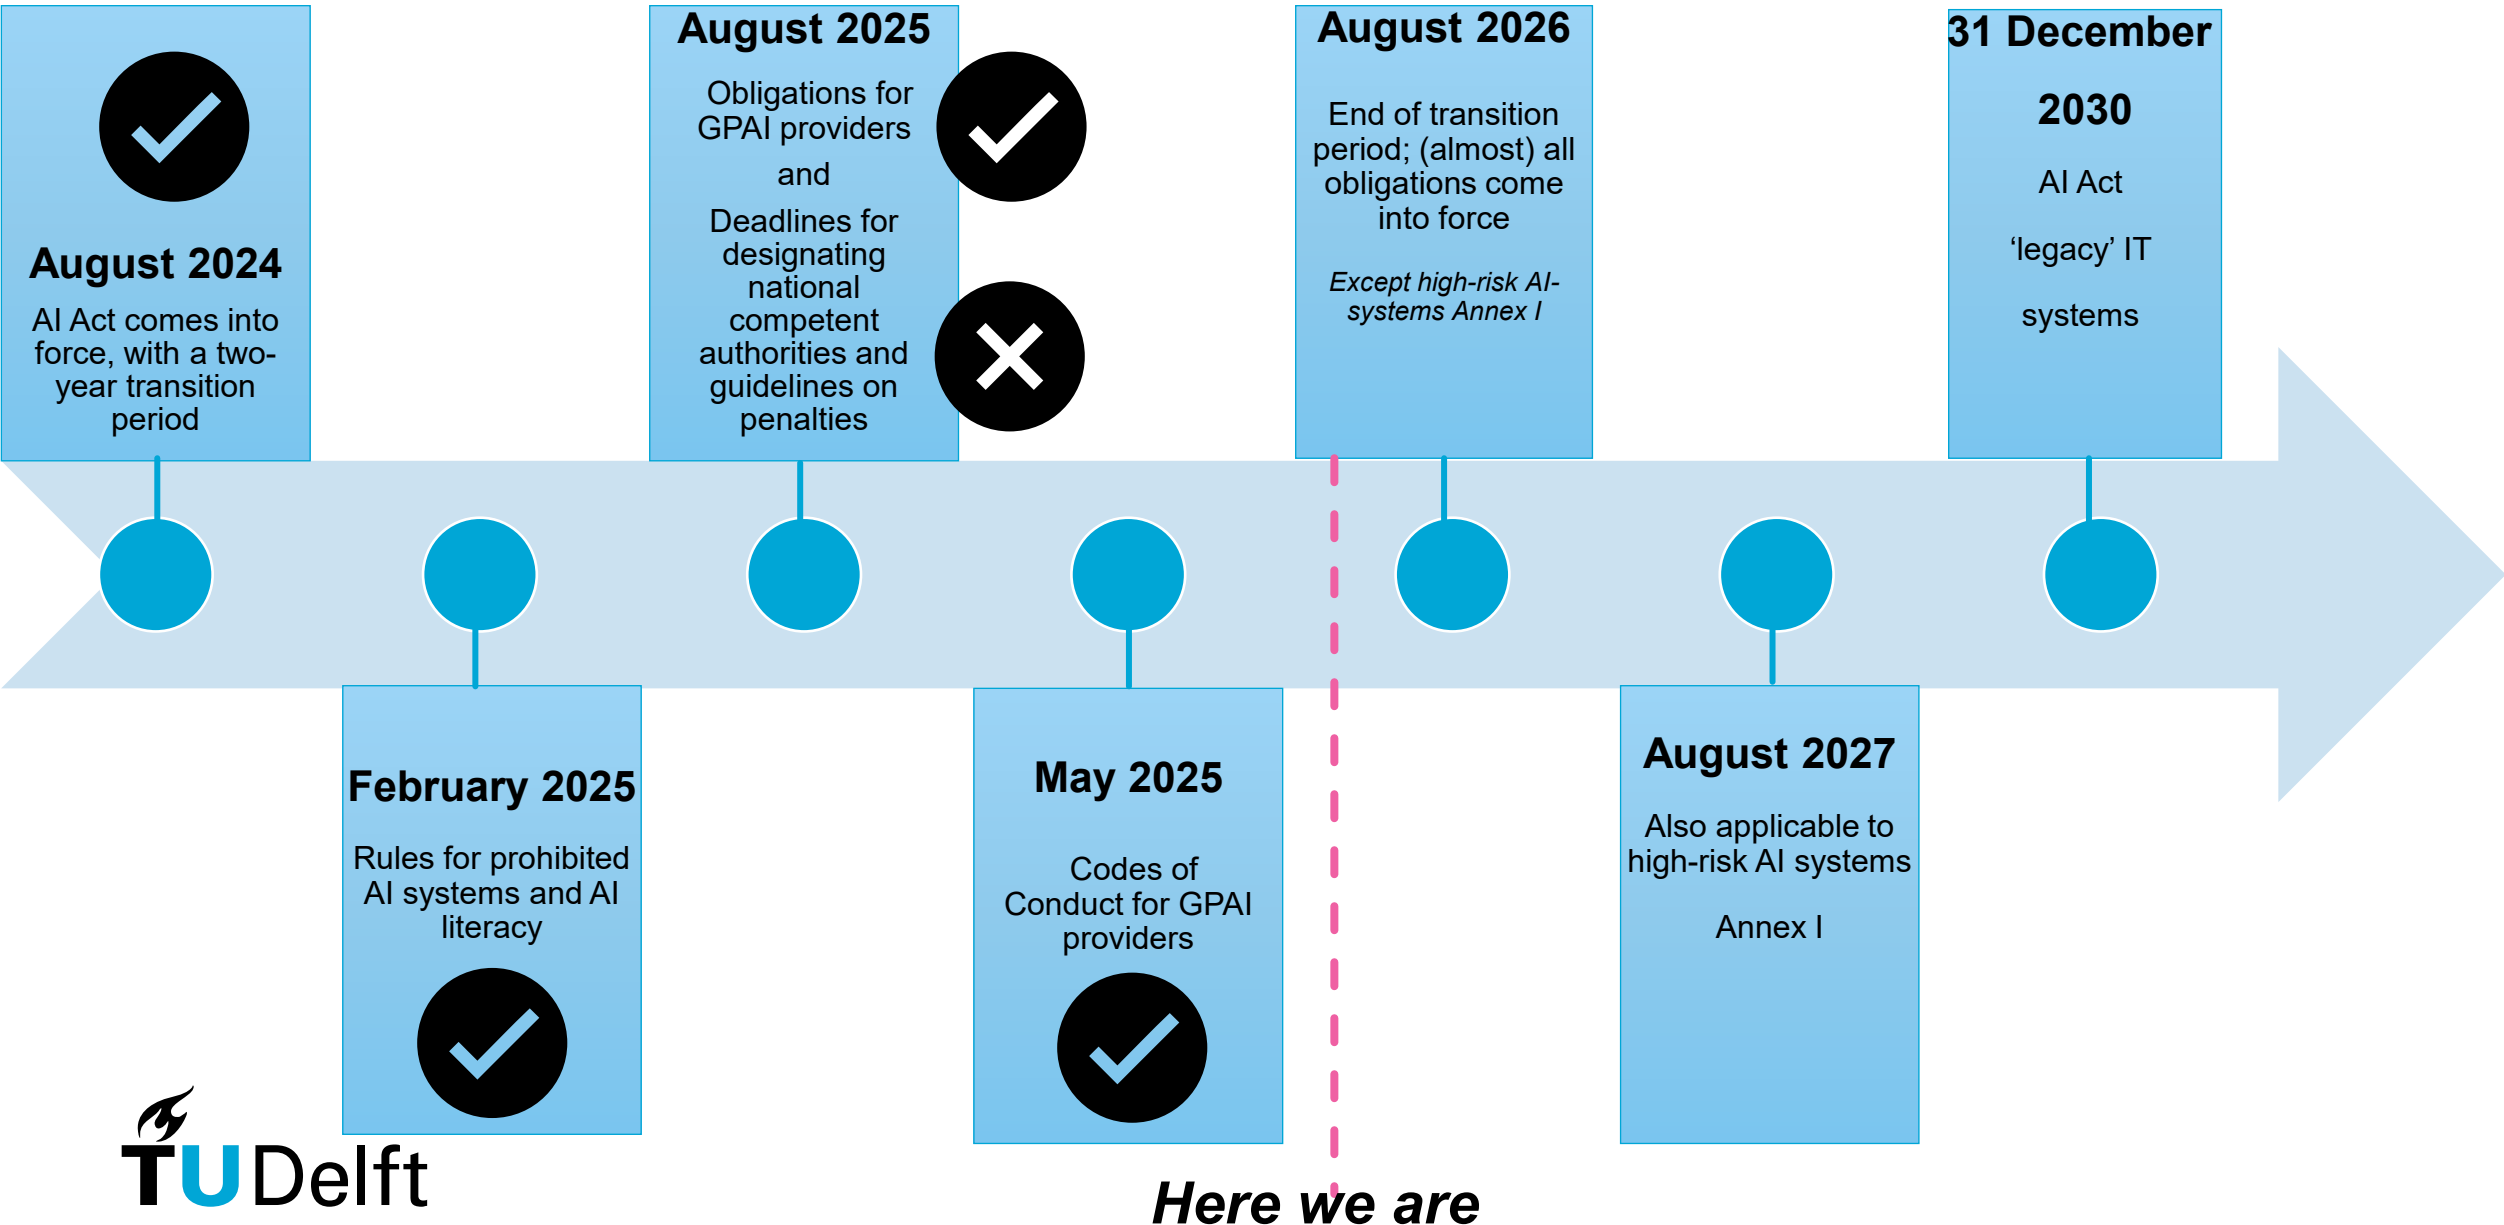 August 2024
AI Act comes into
force, with a two-
year transition
period
February 2025
Rules for prohibited
AI systems and AI
literacy
August 2025
Obligations for
GPAI providers
and
Deadlines for
designating
national
competent
authorities and
guidelines on
penalties
May 2025
Codes of
Conduct for GPAI
providers
August 2026
End of transition
period; (almost) all
obligations come
into force
Except high-risk AI-
systems Annex I
August 2027
Also applicable to
high-risk AI systems
Annex I
31 December
2030
AI Act
‘legacy’ IT
systems
Here we are
TUDelft